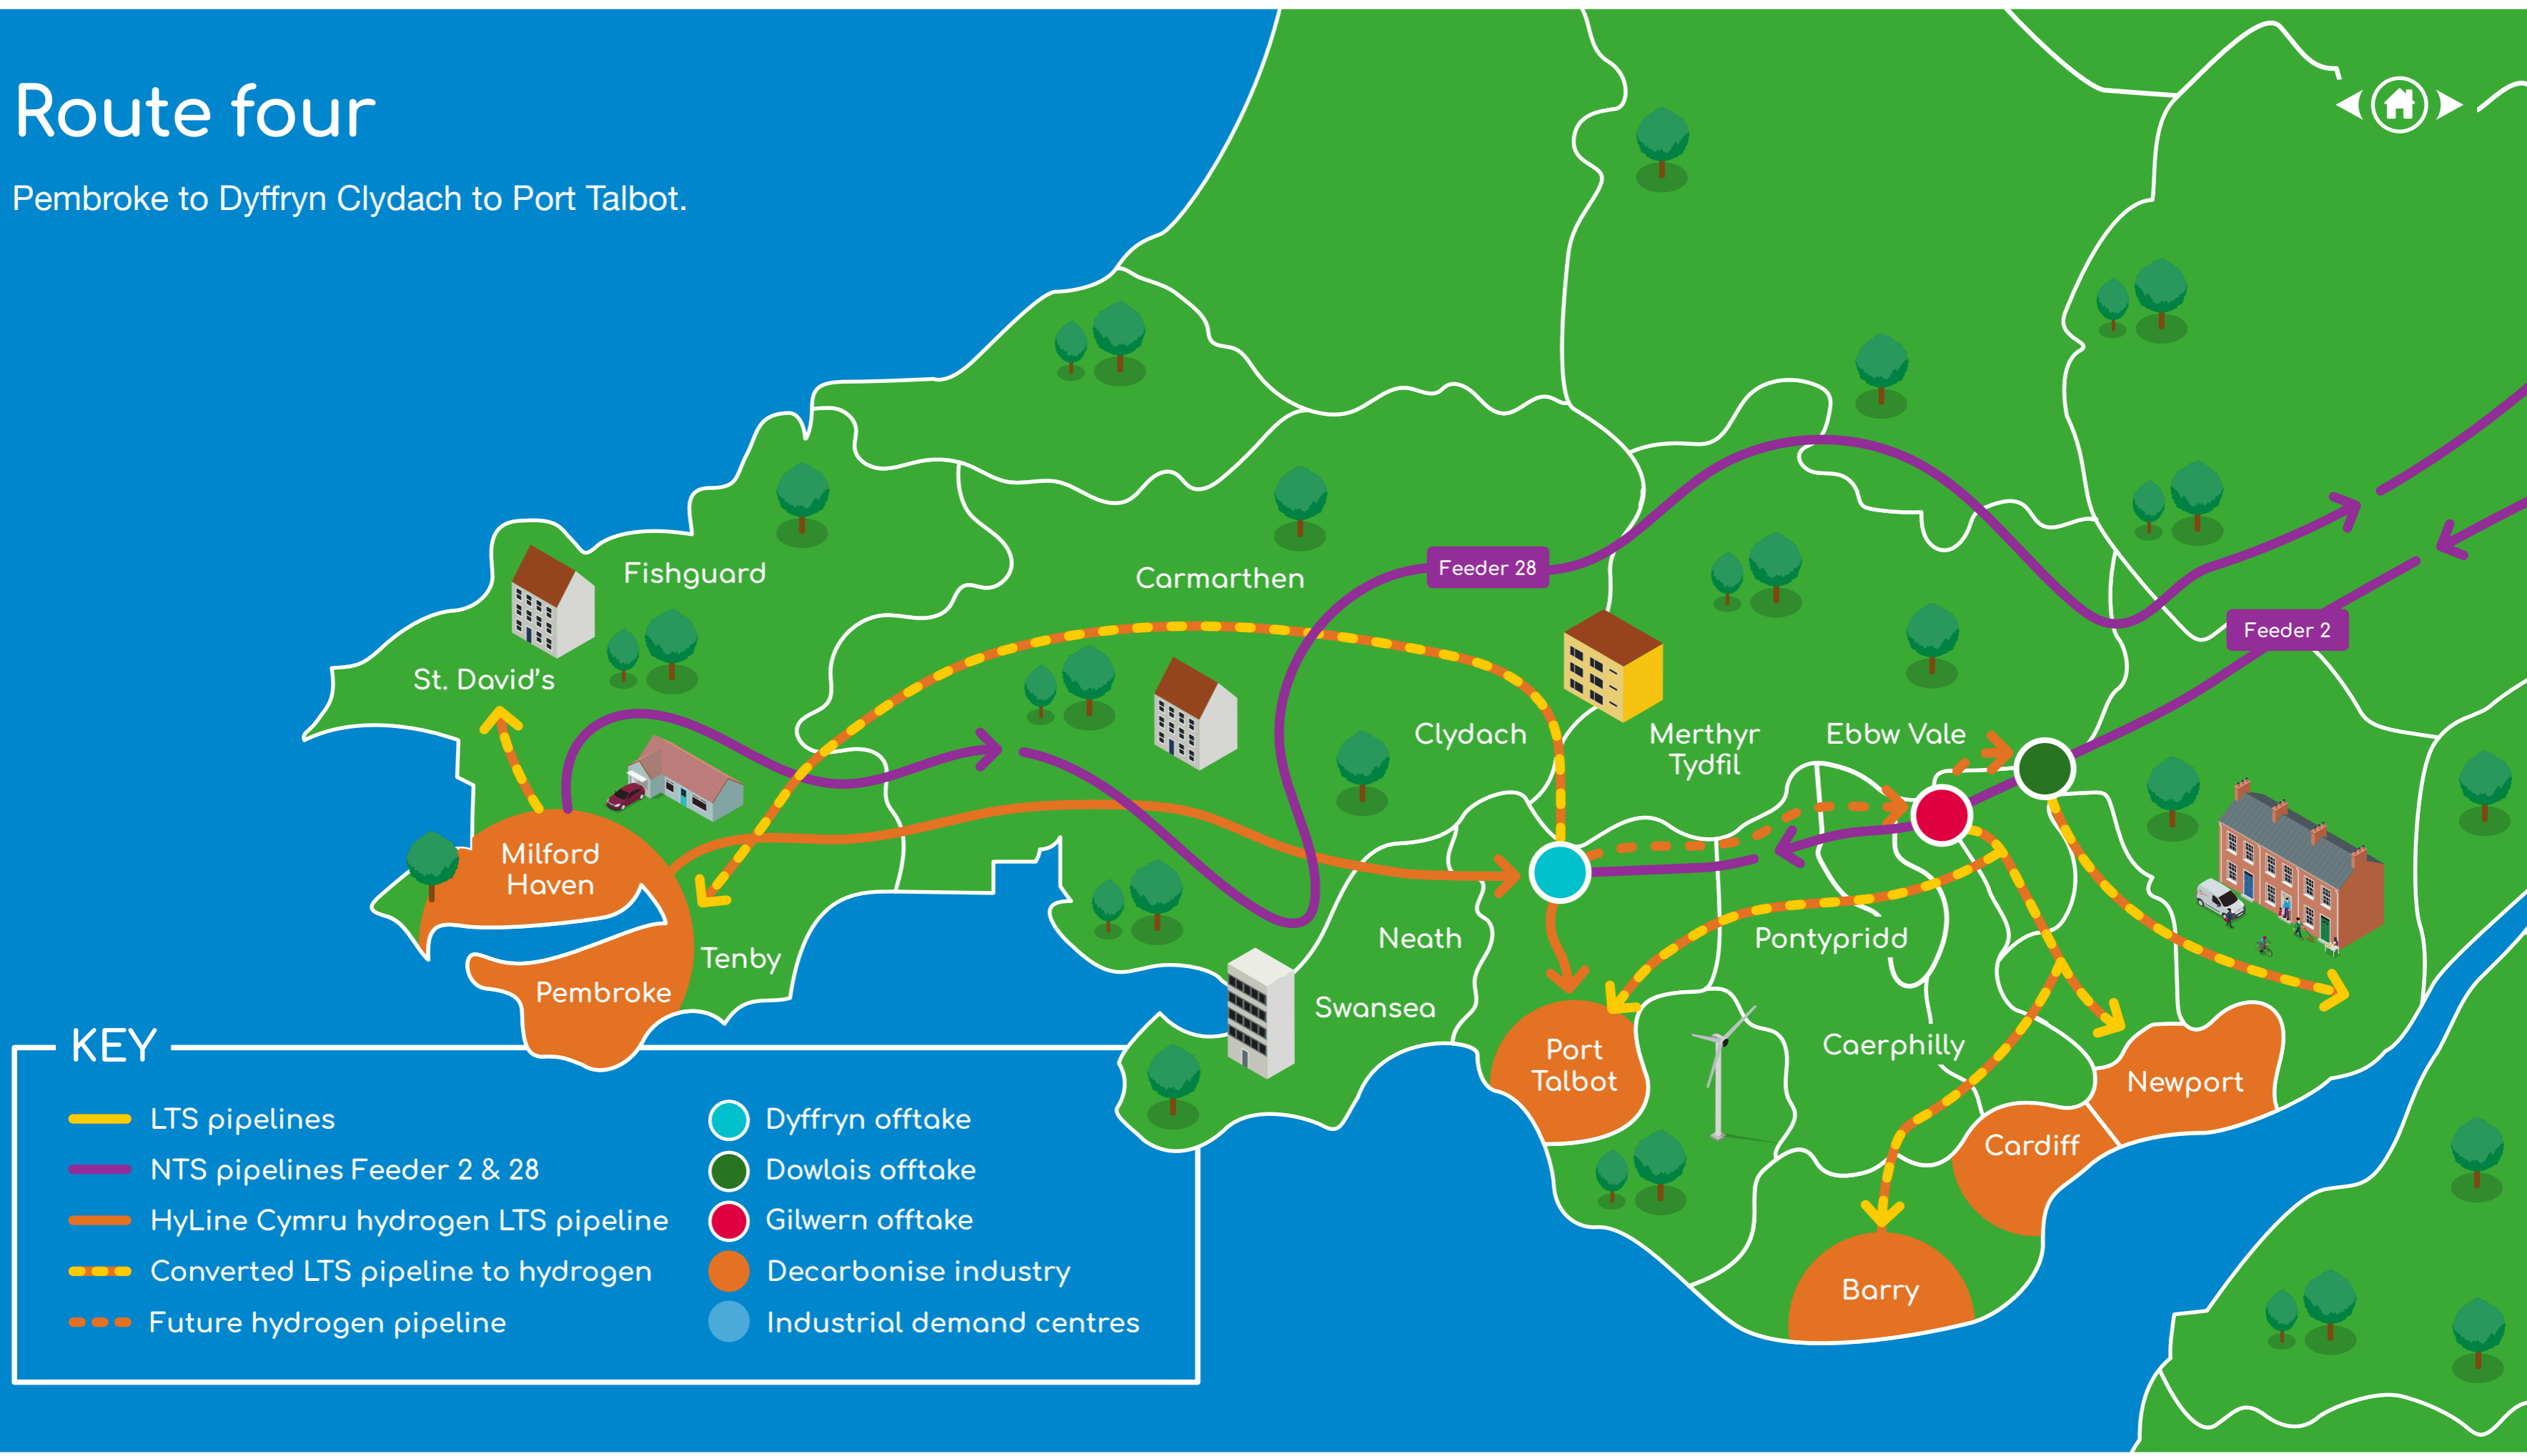 Route four
Pembroke to Dyffryn Clydach to Port Talbot.
Feeder 28
Fishguard
Carmarthen
Feeder 2
St. David's
Clydach
Merthyr
Tydfil
Ebbw Vale
Milford
Haven
Neath
Pontypridd
Tenby
Pembroke
Swansea
Port
Talbot
Caerphilly
Newport
Cardiff
Barry
KEY
LTS pipelines
NTS pipelines Feeder 2 & 28
HyLine Cymru hydrogen LTS pipeline
Converted LTS pipeline to hydrogen
Future hydrogen pipeline
Dyffryn offtake
Dowlais offtake
Gilwern offtake
Decarbonise industry
Industrial demand centres